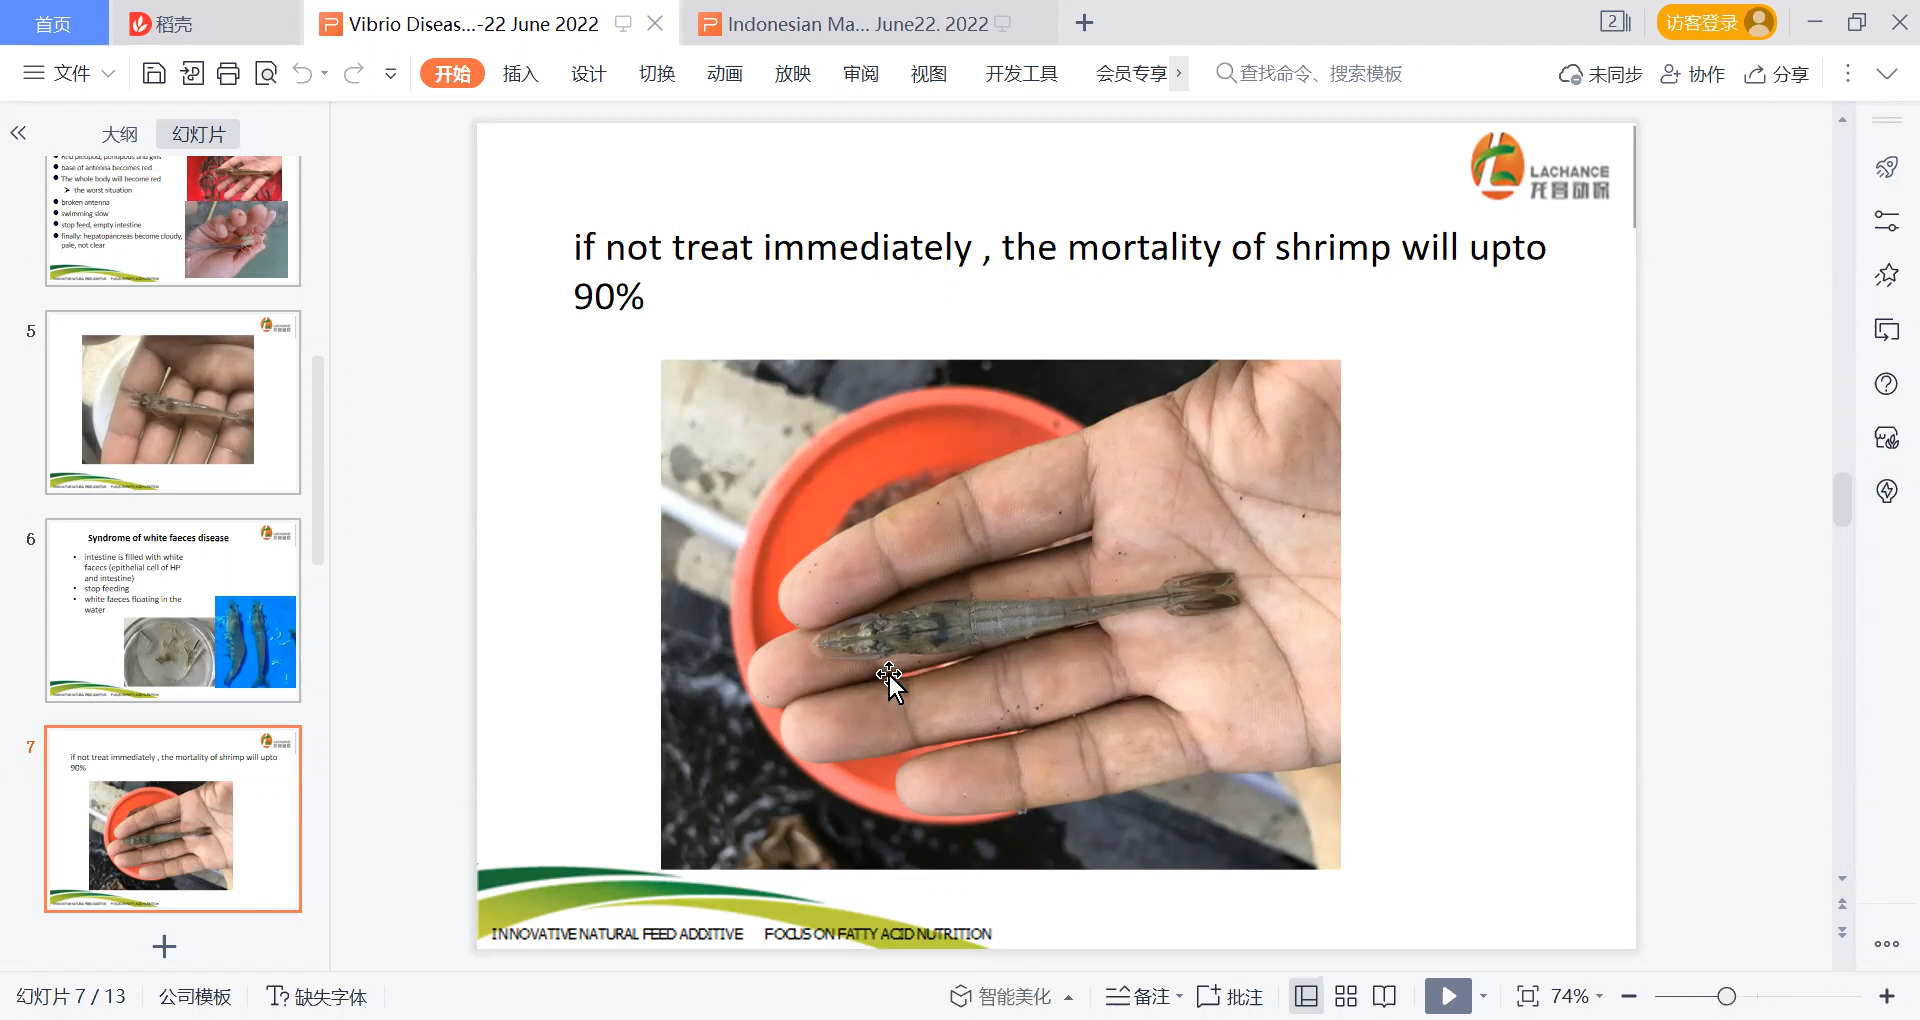 首页
稻壳
Vibrio Diseas...-22 June 2022
Indonesian Ma... June22. 2022
2
访客登录
文件
开始
插入
设计
切换
动画
放映
审阅
视图
开发工具
会员专享
查找命令、搜索模板
未同步
协作
分享
大纲
幻灯片
base of antenna becomes red
The whole body will become red
the worst situation
broken antenna
swimming slow
stop feed, empty intestine
finally: hepatopancreas become cloudy,
pale, not clear
5
6
Syndrome of white faeces disease
intestine is filled with white
faeces (epithelial cell of HP
and intestine)
stop feeding
white faeces floating in the
water
7
if not treat immediately , the mortality of shrimp will upto
90%
LACHANCE
龙昌动保
if not treat immediately , the mortality of shrimp will upto
90%
INNOVATIVE NATURAL FEED ADDITIVE FOCUS ON FATTY ACID NUTRITION
幻灯片 7 / 13
公司模板
缺失字体
智能美化
备注
批注
74%